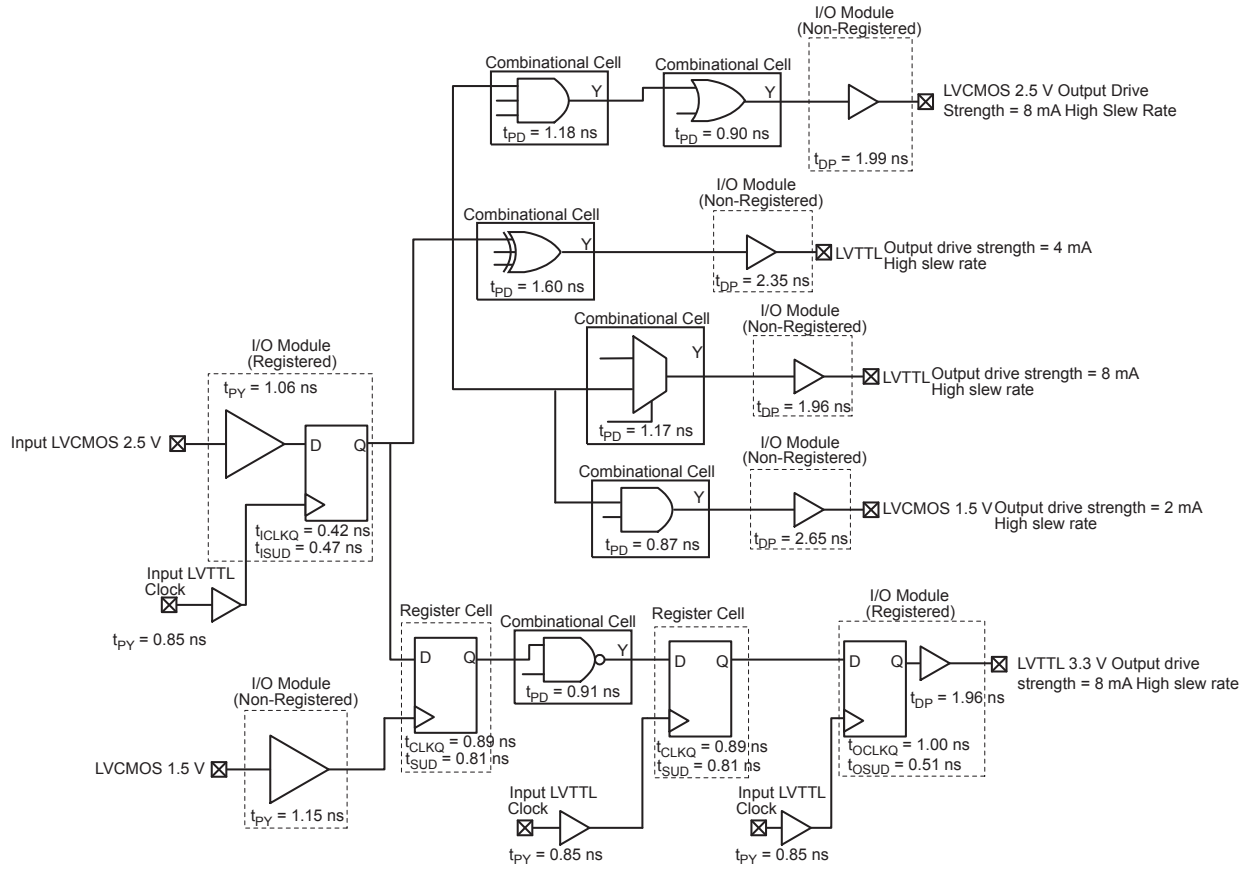 I/O Module
(Non-Registered)
Combinational Cell
Y
tPD = 1.18 ns
Combinational Cell
Y
tPD = 0.90 ns
tDP = 1.99 ns
LVCMOS 2.5 V Output Drive
Strength = 8 mA High Slew Rate
I/O Module
(Non-Registered)
Combinational Cell
Y
tPD = 1.60 ns
tDP = 2.35 ns
LVTTL Output drive strength = 4 mA
High slew rate
Combinational Cell
Y
tPD = 1.17 ns
I/O Module
(Non-Registered)
tDP = 1.96 ns
LVTTL Output drive strength = 8 mA
High slew rate
I/O Module
(Registered)
tPY = 1.06 ns
Input LVCMOS 2.5 V
D
Q
tICLKQ = 0.42 ns
tISUD = 0.47 ns
Input LVTTL
Clock
tPY = 0.85 ns
Combinational Cell
Y
tPD = 0.87 ns
I/O Module
(Non-Registered)
tDP = 2.65 ns
LVCMOS 1.5 V Output drive strength = 2 mA
High slew rate
I/O Module
(Non-Registered)
LVCMOS 1.5 V
tPY = 1.15 ns
Register Cell
D
Q
tCLKQ = 0.89 ns
tSUD = 0.81 ns
Combinational Cell
Y
tPD = 0.91 ns
Register Cell
D
Q
tCLKQ = 0.89 ns
tSUD = 0.81 ns
Input LVTTL
Clock
tPY = 0.85 ns
I/O Module
(Registered)
D
Q
tDP = 1.96 ns
tOCLKQ = 1.00 ns
tOSUD = 0.51 ns
Input LVTTL
Clock
tPY = 0.85 ns
LVTTL 3.3 V Output drive
strength = 8 mA High slew rate